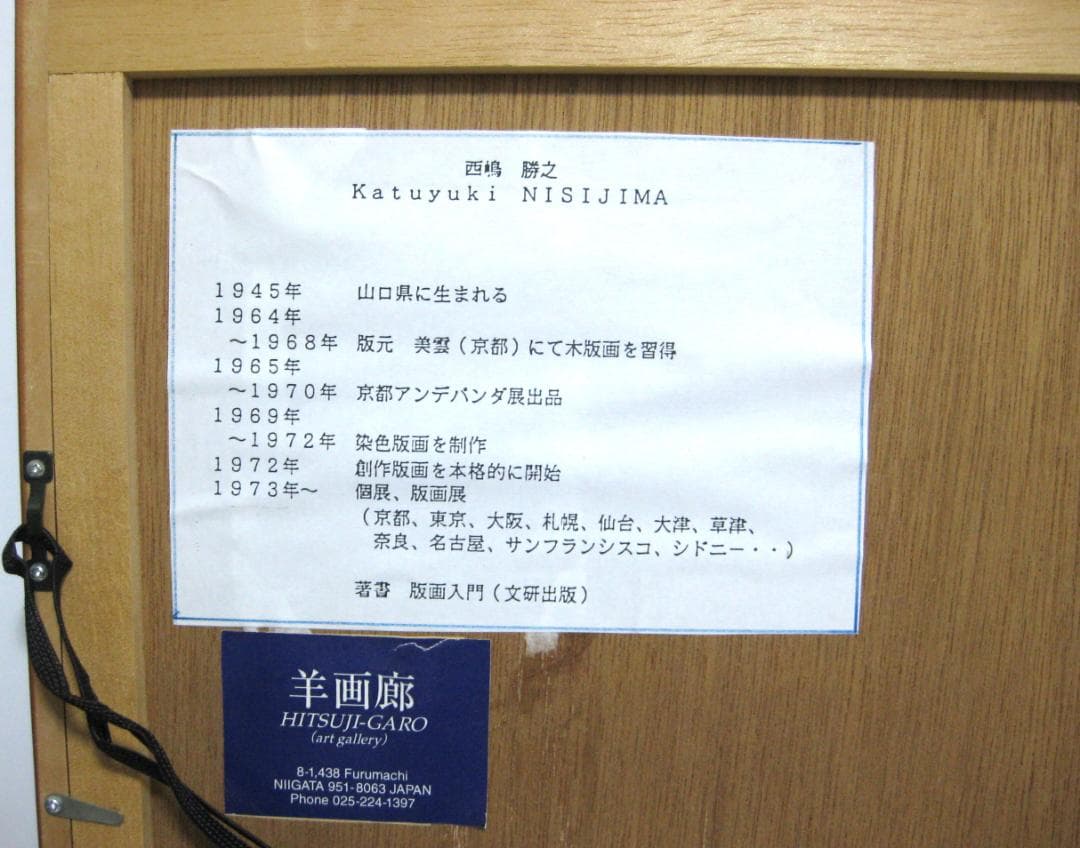 西嶋　勝之
Ｋａｔｕｙｕｋｉ　ＮＩＳＩＪＩＭＡ
１９４５年　山口県に生まれる
１９６４年
～１９６８年　版元　美雲（京都）にて木版画を習得
１９６５年
～１９７０年　京都アンデパンダ展出品
１９６９年
～１９７２年　染色版画を制作
１９７２年　創作版画を本格的に開始
１９７３年～　個展、版画展
（京都、東京、大阪、札幌、仙台、大津、草津、
奈良、名古屋、サンフランシスコ、シドニー・・）
著書　版画入門（文研出版）
羊画廊
HITSUJI-GARO
(art gallery)
8-1,438 Furumachi
NIIGATA 951-8063 JAPAN
Phone 025-224-1397